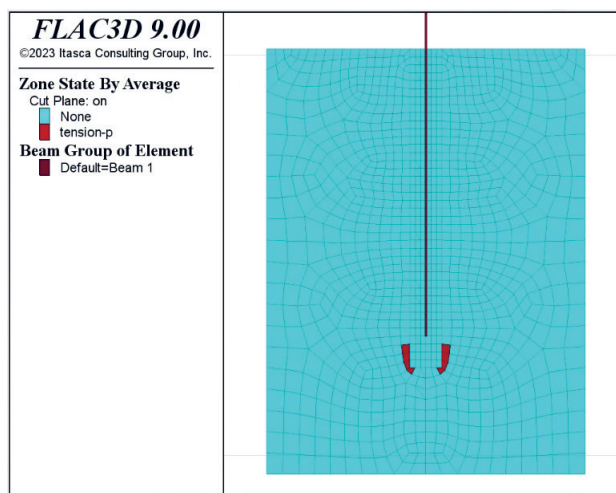 FLAC3D 9.00
©2023 Itasca Consulting Group, Inc.
Zone State By Average
Cut Plane: on
None
tension-p
Beam Group of Element
Default=Beam 1